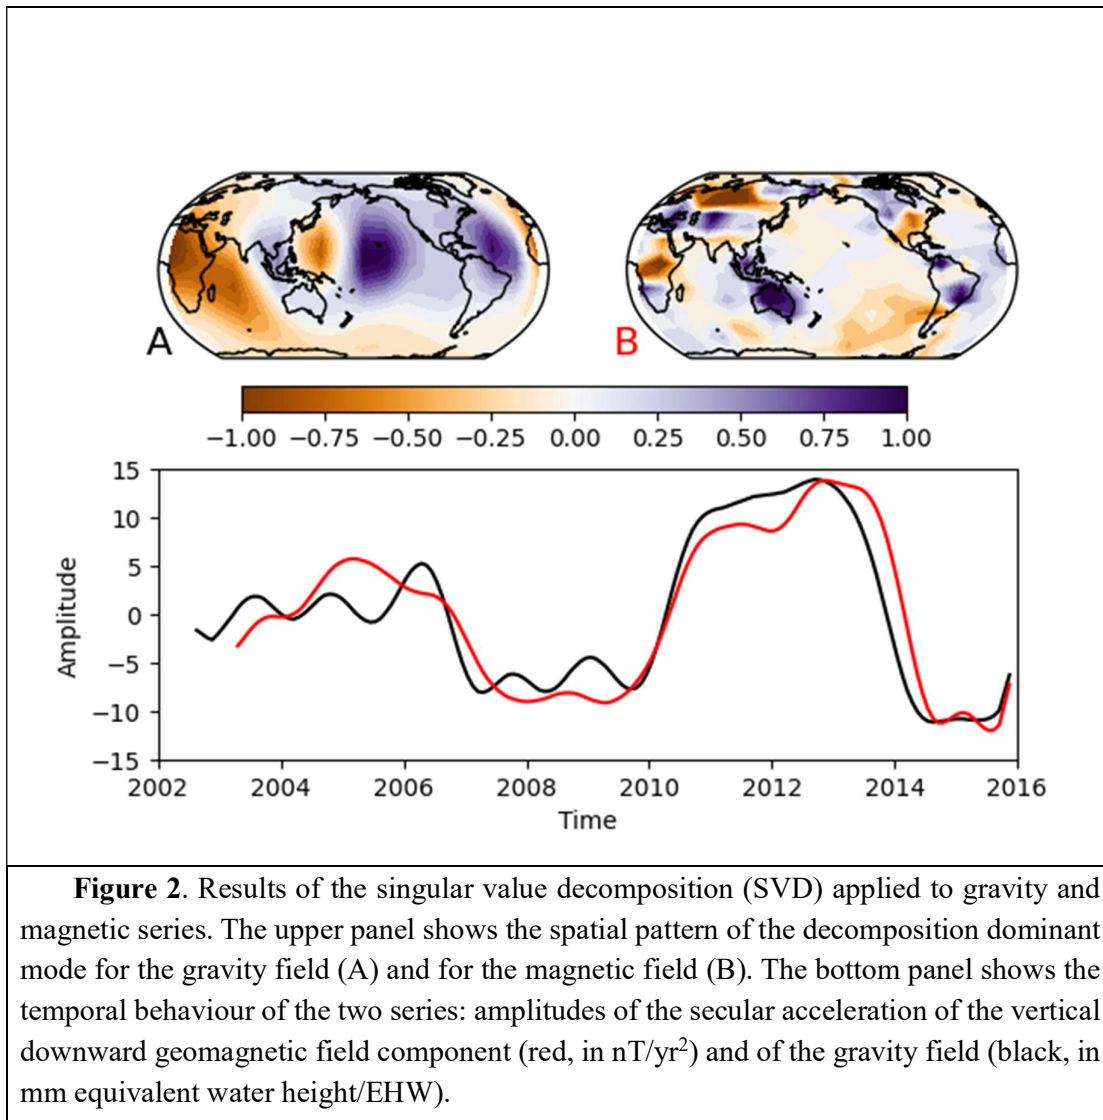 A
B
−1.00 −0.75 −0.50 −0.25 0.00 0.25 0.50 0.75 1.00
15
10
5
0
−5
−10
−15
Amplitude
2002 2004 2006 2008 2010 2012 2014 2016
Time
Figure 2. Results of the singular value decomposition (SVD) applied to gravity and
magnetic series. The upper panel shows the spatial pattern of the decomposition dominant
mode for the gravity field (A) and for the magnetic field (B). The bottom panel shows the
temporal behaviour of the two series: amplitudes of the secular acceleration of the vertical
downward geomagnetic field component (red, in nT/yr²) and of the gravity field (black, in
mm equivalent water height/EHW).